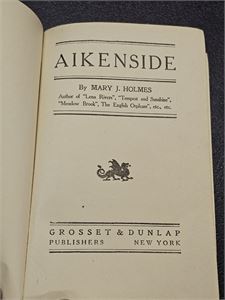 AIKENSIDE
By MARY J. HOLMES
Author of "Lena Rivers", "Tempest and Sunshine",
"Meadow Brook", "The English Orphans", etc., etc.
GROSSET & DUNLAP
PUBLISHERS NEW YORK